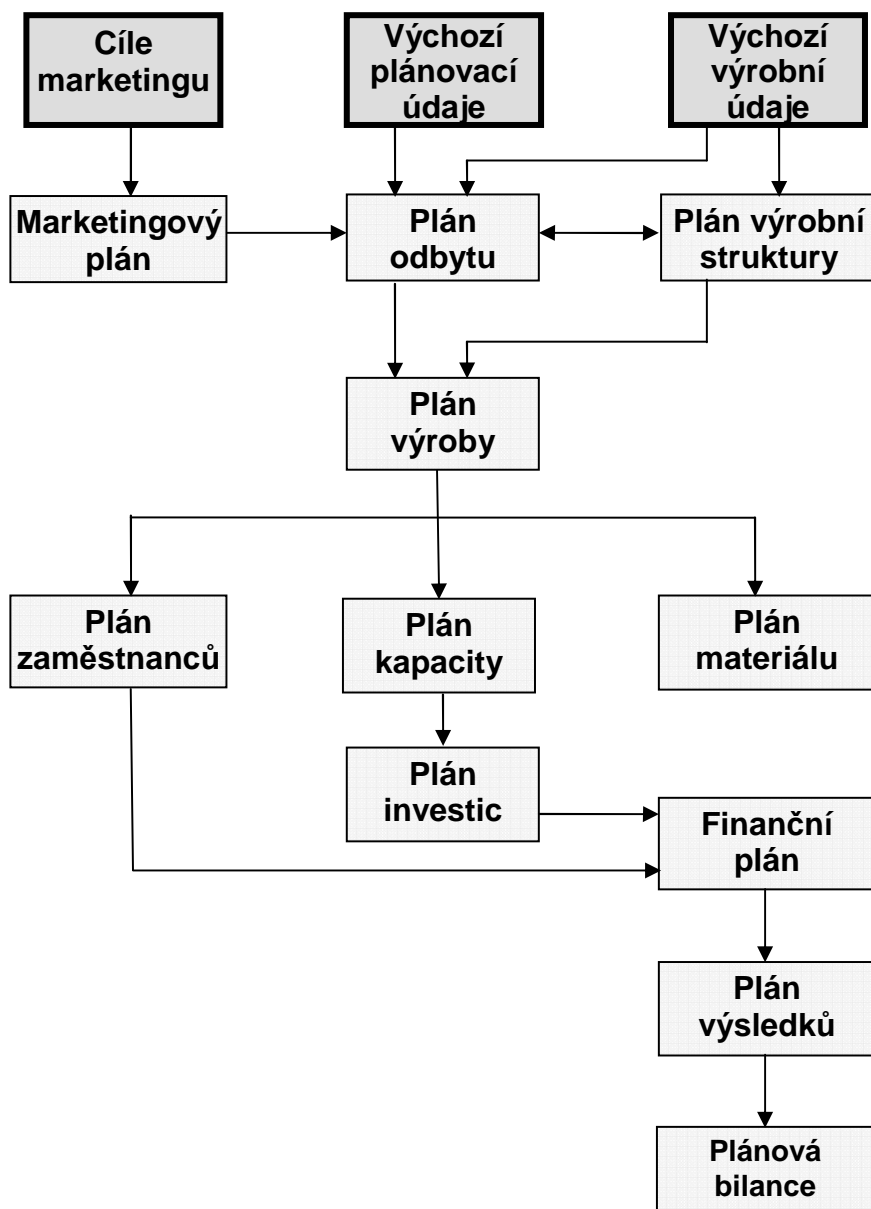 Cíle
marketingu
Výchozí
plánovací
údaje
Výchozí
výrobní
údaje
Marketingový
plán
Plán
odbytu
Plán výrobní
struktury
Plán
výroby
Plán
zaměstnanců
Plán
kapacity
Plán
materiálu
Plán
investic
Finanční
plán
Plán
výsledků
Plánová
bilance